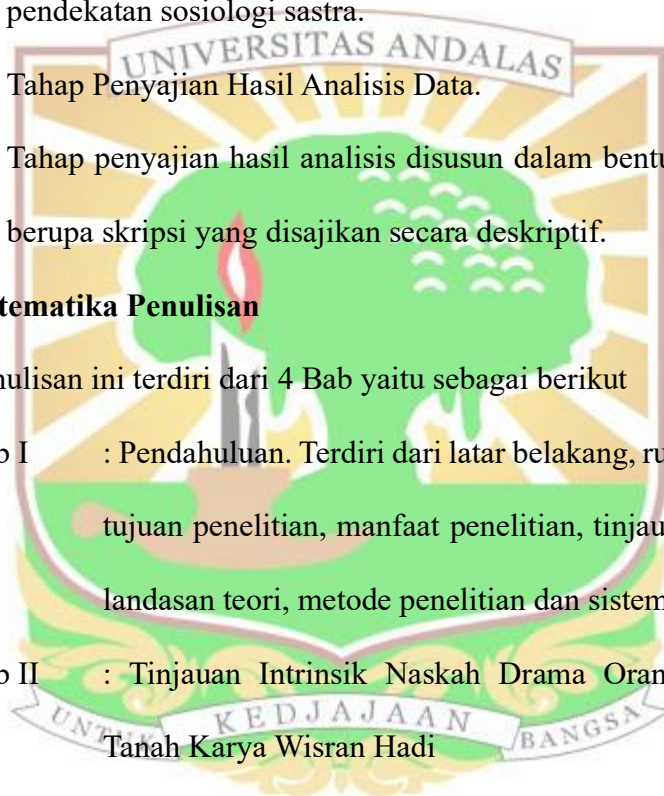 pendekatan sosiologi sastra.
UNIVERSITAS ANDALAS
Tahap Penyajian Hasil Analisis Data.
Tahap penyajian hasil analisis disusun dalam bentu
berupa skripsi yang disajikan secara deskriptif.
tematika Penulisan
nulisan ini terdiri dari 4 Bab yaitu sebagai berikut
b I : Pendahuluan. Terdiri dari latar belakang, ru
tujuan penelitian, manfaat penelitian, tinjau
landasan teori, metode penelitian dan sistem
b II : Tinjauan Intrinsik Naskah Drama Oran
UNTUK KEDJAJAAN BANGSA
Tanah Karya Wisran Hadi